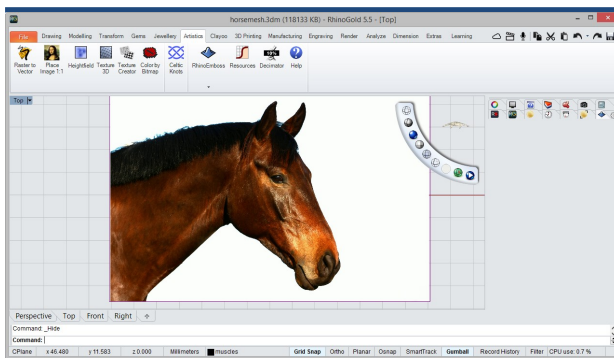 horsemesh.3dm (118133 KB) - RhinoGold 5.5 - [Top]
File Drawing Modelling Transform Gems Jewellery Artistics Clayoo 3D Printing Manufacturing Engraving Render Analyze Dimension Extras Learning
Raster to Vector
Place Image 1:1
Heightfield
Texture 3D
Texture Creator
Color by Bitmap
Celtic Knots
RhinoEmboss
Resources
10%
Decimator
Help
Top
Perspective Top Front Right
Command: _Hide
Command:
CPlane x 46.480 y 11.583 z 0.000 Millimeters muscles Grid Snap Ortho Planar Osnap SmartTrack Gumball Record History Filter CPU use: 0.7 %